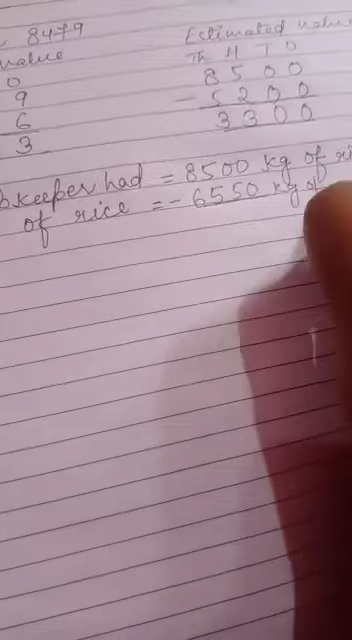 8479
Estimated value
value
Th H T O
0
8 5 0 0
9
- 5 2 0 0
6
3 3 0 0
3
keeper had = 8500 kg of
of rice = - 6550 kg of